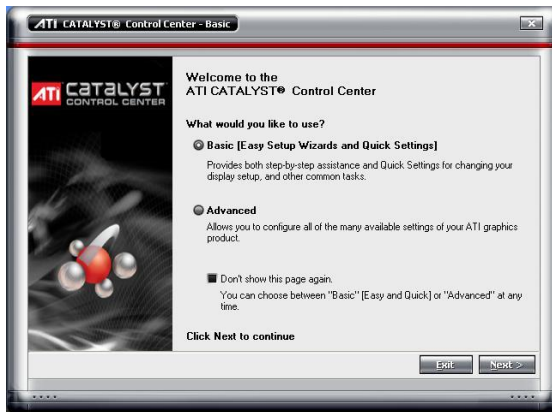 ATI CATALYST® Control Center - Basic
ATI CATALYST
CONTROL CENTER
Welcome to the
ATI CATALYST® Control Center
What would you like to use?
Basic [Easy Setup Wizards and Quick Settings]
Provides both step-by-step assistance and Quick Settings for changing your
display setup, and other common tasks.
Advanced
Allows you to configure all of the many available settings of your ATI graphics
product.
Don't show this page again.
You can choose between "Basic" [Easy and Quick] or "Advanced" at any
time.
Click Next to continue
Exit
Next >